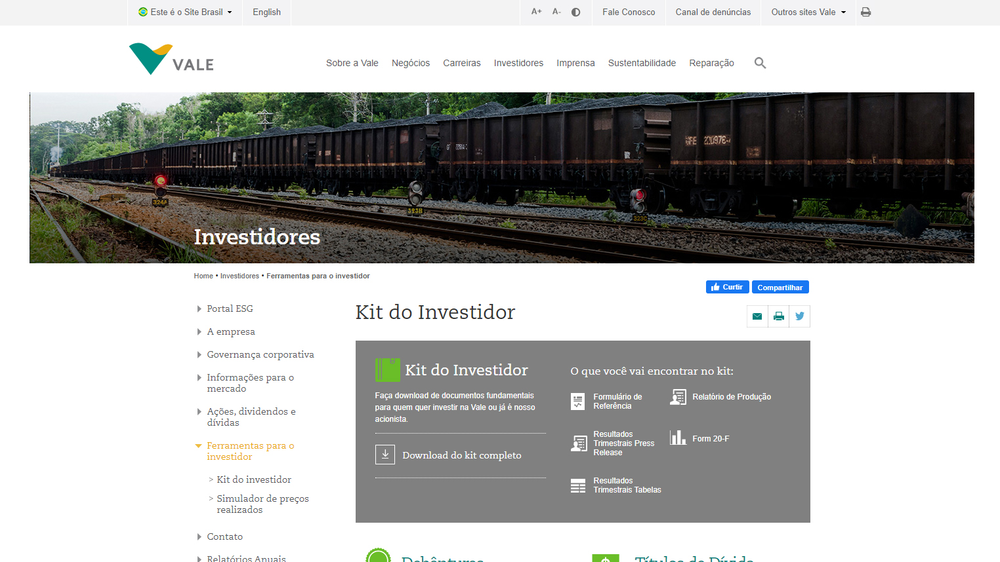 Este é o Site Brasil
English
A+
A-
Fale Conosco
Canal de denúncias
Outros sites Vale
VALE
Sobre a Vale
Negócios
Carreiras
Investidores
Imprensa
Sustentabilidade
Reparação
324A
323B
323C
Investidores
Home • Investidores • Ferramentas para o investidor
Curtir
Compartilhar
Portal ESG
A empresa
Governança corporativa
Informações para o
mercado
Ações, dividendos e
dívidas
Ferramentas para o
investidor
> Kit do investidor
> Simulador de preços
realizados
Contato
Relatórios Anuais
Kit do Investidor
Kit do Investidor
Faça download de documentos fundamentais
para quem quer investir na Vale ou já é nosso
acionista.
Download do kit completo
O que você vai encontrar no kit:
Formulário de
Referência
Relatório de Produção
Resultados
Trimestrais Press
Release
Form 20-F
Resultados
Trimestrais Tabelas
Debêntures
Títulos de Dívida